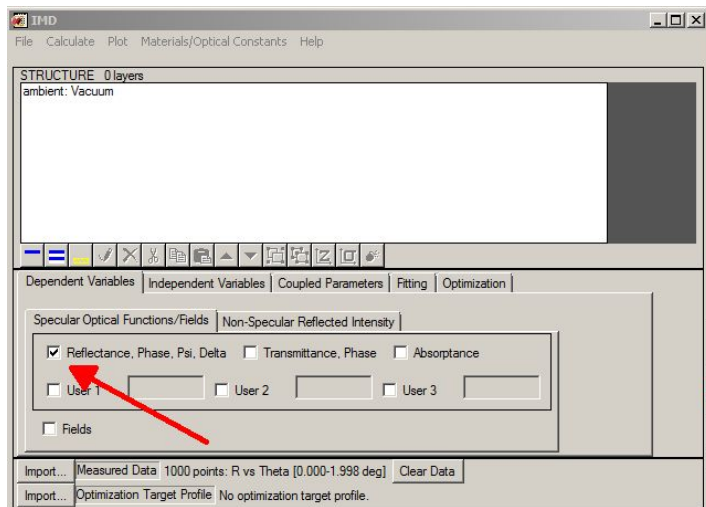 IMD
File Calculate Plot Materials/Optical Constants Help
STRUCTURE 0 layers
ambient: Vacuum
Dependent Variables Independent Variables Coupled Parameters Fitting Optimization
Specular Optical Functions/Fields Non-Specular Reflected Intensity
Reflectance, Phase, Psi, Delta Transmittance, Phase Absorptance
User 1 User 2 User 3
Fields
Import... Measured Data 1000 points: R vs Theta [0.000-1.998 deg] Clear Data
Import... Optimization Target Profile No optimization target profile.